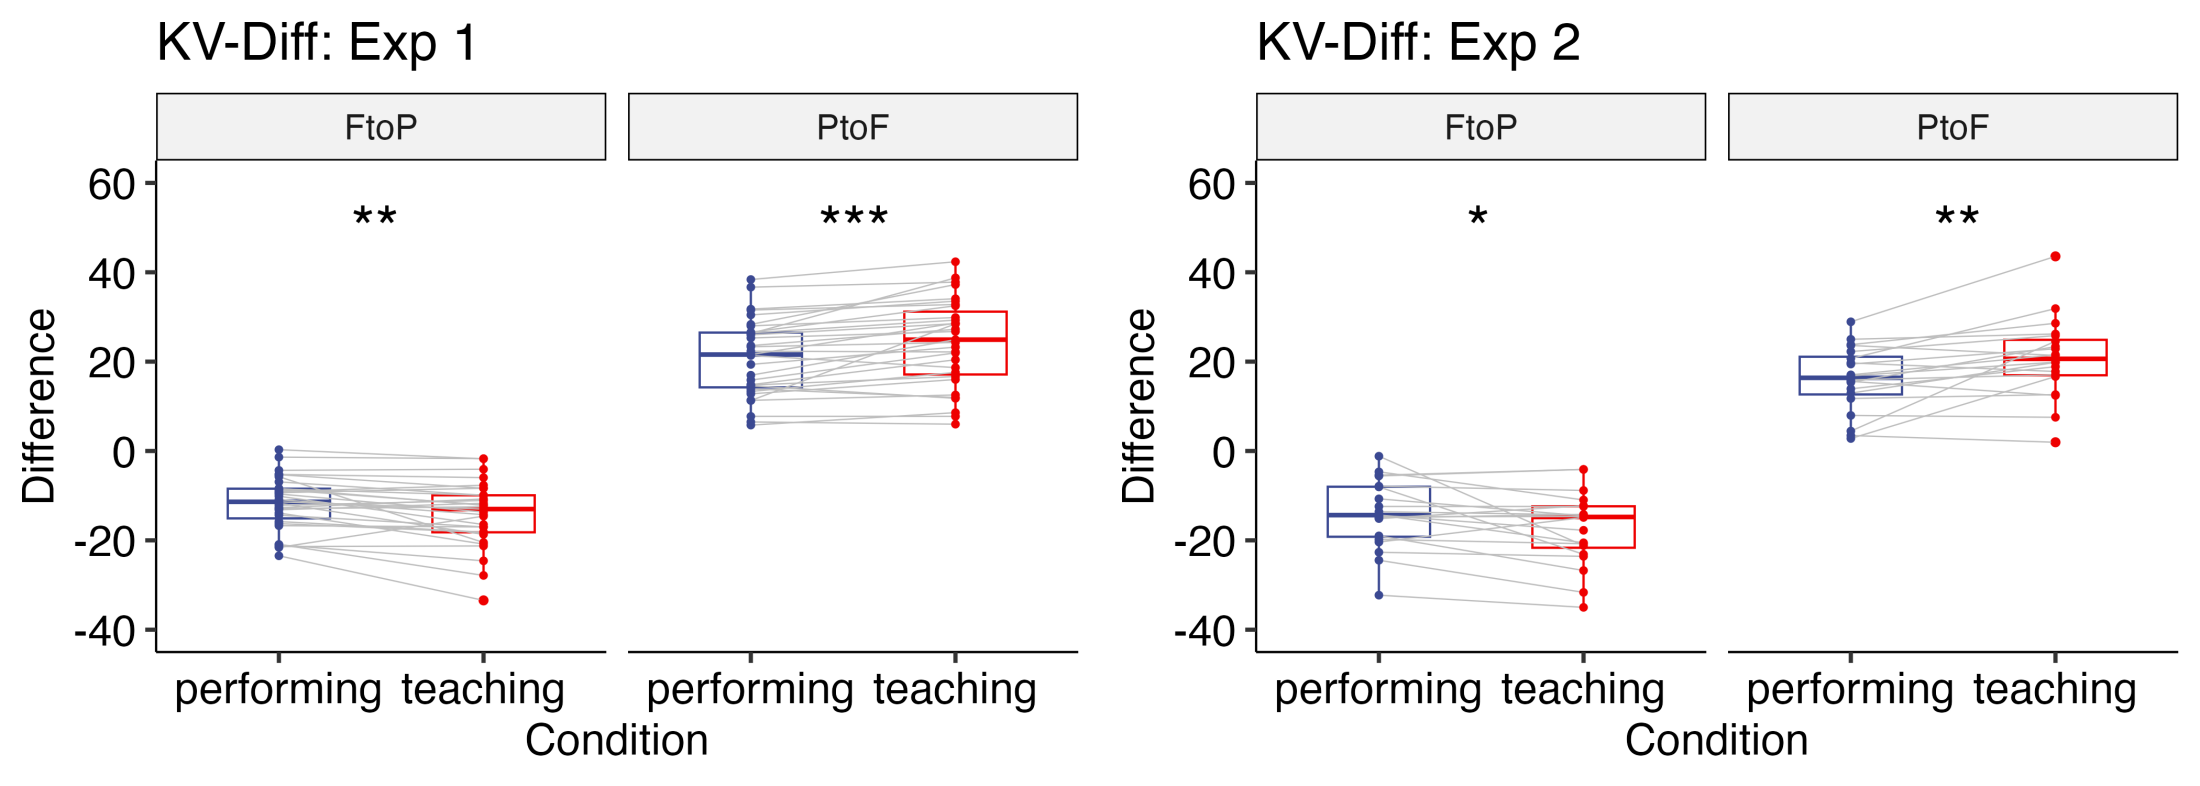 KV-Diff: Exp 1
FtoP
PtoF
60
40
20
0
-20
-40
Difference
**
***
performing teaching
performing teaching
Condition
KV-Diff: Exp 2
FtoP
PtoF
60
40
20
0
-20
-40
Difference
*
**
performing teaching
performing teaching
Condition